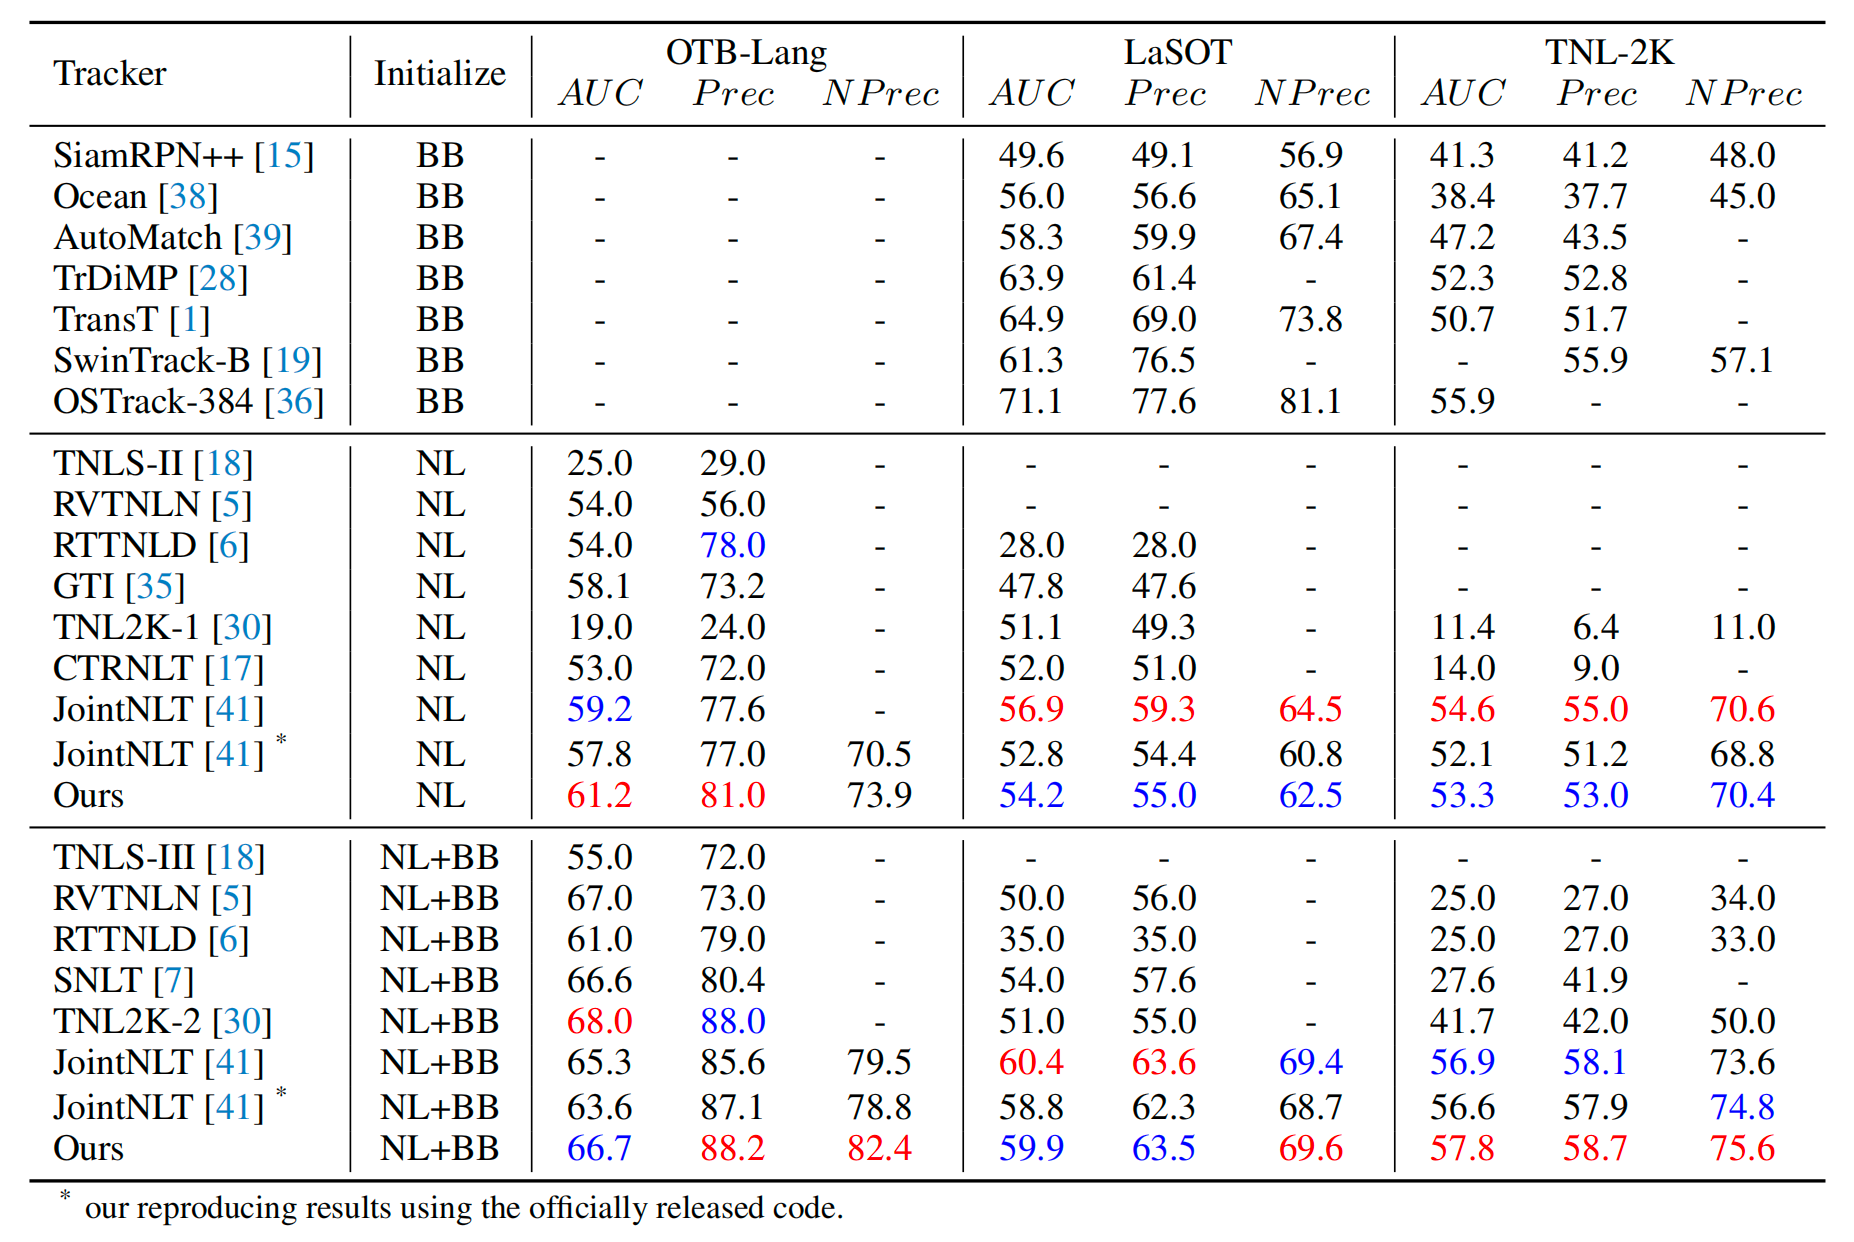 Tracker Initialize OTB-Lang LaSOT TNL-2K
AUC Prec NPrec AUC Prec NPrec AUC Prec NPrec
SiamRPN++ [15] BB - - - 49.6 49.1 56.9 41.3 41.2 48.0
Ocean [38] BB - - - 56.0 56.6 65.1 38.4 37.7 45.0
AutoMatch [39] BB - - - 58.3 59.9 67.4 47.2 43.5 -
TrDiMP [28] BB - - - 63.9 61.4 - 52.3 52.8 -
TransT [1] BB - - - 64.9 69.0 73.8 50.7 51.7 -
SwinTrack-B [19] BB - - - 61.3 76.5 - - 55.9 57.1
OSTrack-384 [36] BB - - - 71.1 77.6 81.1 55.9 - -
TNLS-II [18] NL 25.0 29.0 - - - - - - -
RVTNLN [5] NL 54.0 56.0 - - - - - - -
RTTNLD [6] NL 54.0 78.0 - 28.0 28.0 - - - -
GTI [35] NL 58.1 73.2 - 47.8 47.6 - - - -
TNL2K-1 [30] NL 19.0 24.0 - 51.1 49.3 - 11.4 6.4 11.0
CTRNLT [17] NL 53.0 72.0 - 52.0 51.0 - 14.0 9.0 -
JointNLT [41] NL 59.2 77.6 - 56.9 59.3 64.5 54.6 55.0 70.6
JointNLT [41] * NL 57.8 77.0 70.5 52.8 54.4 60.8 52.1 51.2 68.8
Ours NL 61.2 81.0 73.9 54.2 55.0 62.5 53.3 53.0 70.4
TNLS-III [18] NL+BB 55.0 72.0 - - - - - - -
RVTNLN [5] NL+BB 67.0 73.0 - 50.0 56.0 - 25.0 27.0 34.0
RTTNLD [6] NL+BB 61.0 79.0 - 35.0 35.0 - 25.0 27.0 33.0
SNLT [7] NL+BB 66.6 80.4 - 54.0 57.6 - 27.6 41.9 -
TNL2K-2 [30] NL+BB 68.0 88.0 - 51.0 55.0 - 41.7 42.0 50.0
JointNLT [41] NL+BB 65.3 85.6 79.5 60.4 63.6 69.4 56.9 58.1 73.6
JointNLT [41] * NL+BB 63.6 87.1 78.8 58.8 62.3 68.7 56.6 57.9 74.8
Ours NL+BB 66.7 88.2 82.4 59.9 63.5 69.6 57.8 58.7 75.6
* our reproducing results using the officially released code.